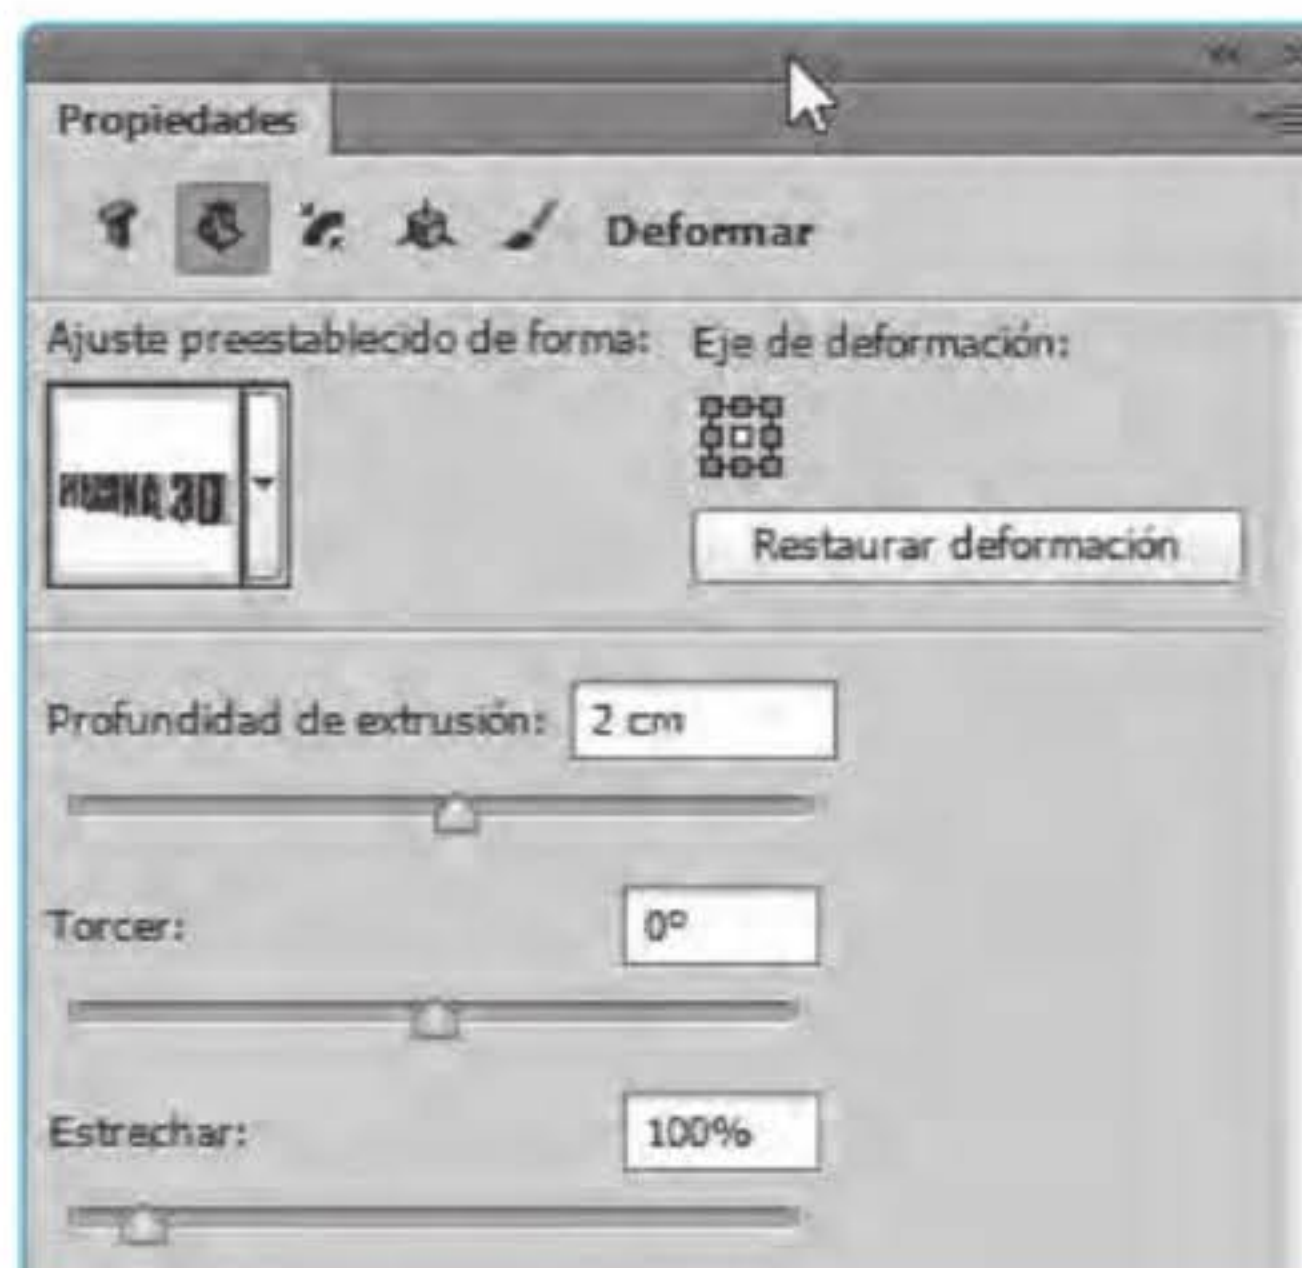 Propiedades
Deformar
Ajuste preestablecido de forma:
Eje de deformación:
3D
Restaurar deformación
Profundidad de extrusión: 2 cm
Torcer: 0º
Estrechar: 100%